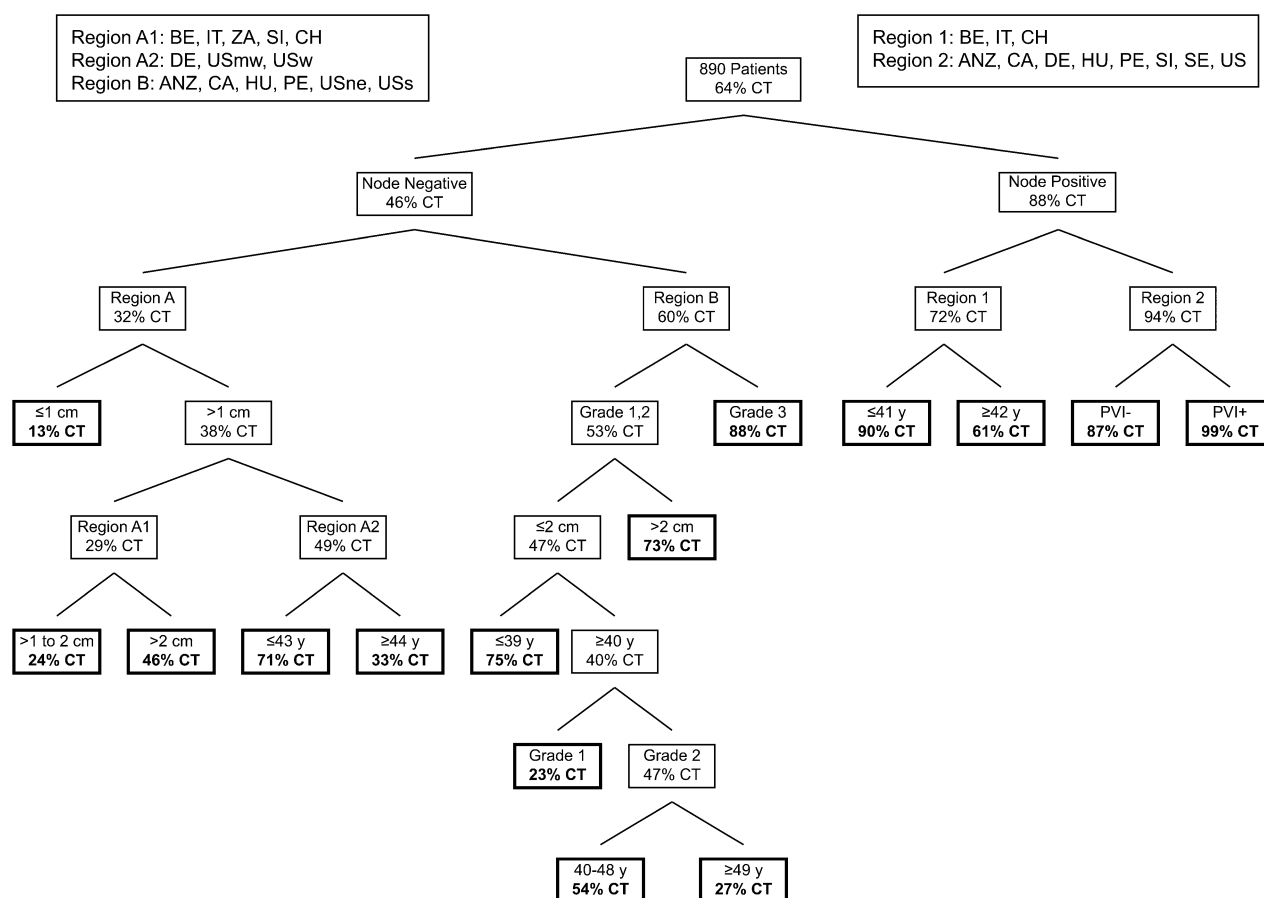 Region A1: BE, IT, ZA, SI, CH
Region A2: DE, USmw, USw
Region B: ANZ, CA, HU, PE, USne, USs
Region 1: BE, IT, CH
Region 2: ANZ, CA, DE, HU, PE, SI, SE, US
890 Patients
64% CT
Node Negative
46% CT
Node Positive
88% CT
Region A
32% CT
Region B
60% CT
Region 1
72% CT
Region 2
94% CT
≤1 cm
13% CT
>1 cm
38% CT
Grade 1,2
53% CT
Grade 3
88% CT
≤41 y
90% CT
≥42 y
61% CT
PVI-
87% CT
PVI+
99% CT
Region A1
29% CT
Region A2
49% CT
≤2 cm
47% CT
>2 cm
73% CT
>1 to 2 cm
24% CT
>2 cm
46% CT
≤43 y
71% CT
≥44 y
33% CT
≤39 y
75% CT
≥40 y
40% CT
Grade 1
23% CT
Grade 2
47% CT
40-48 y
54% CT
≥49 y
27% CT